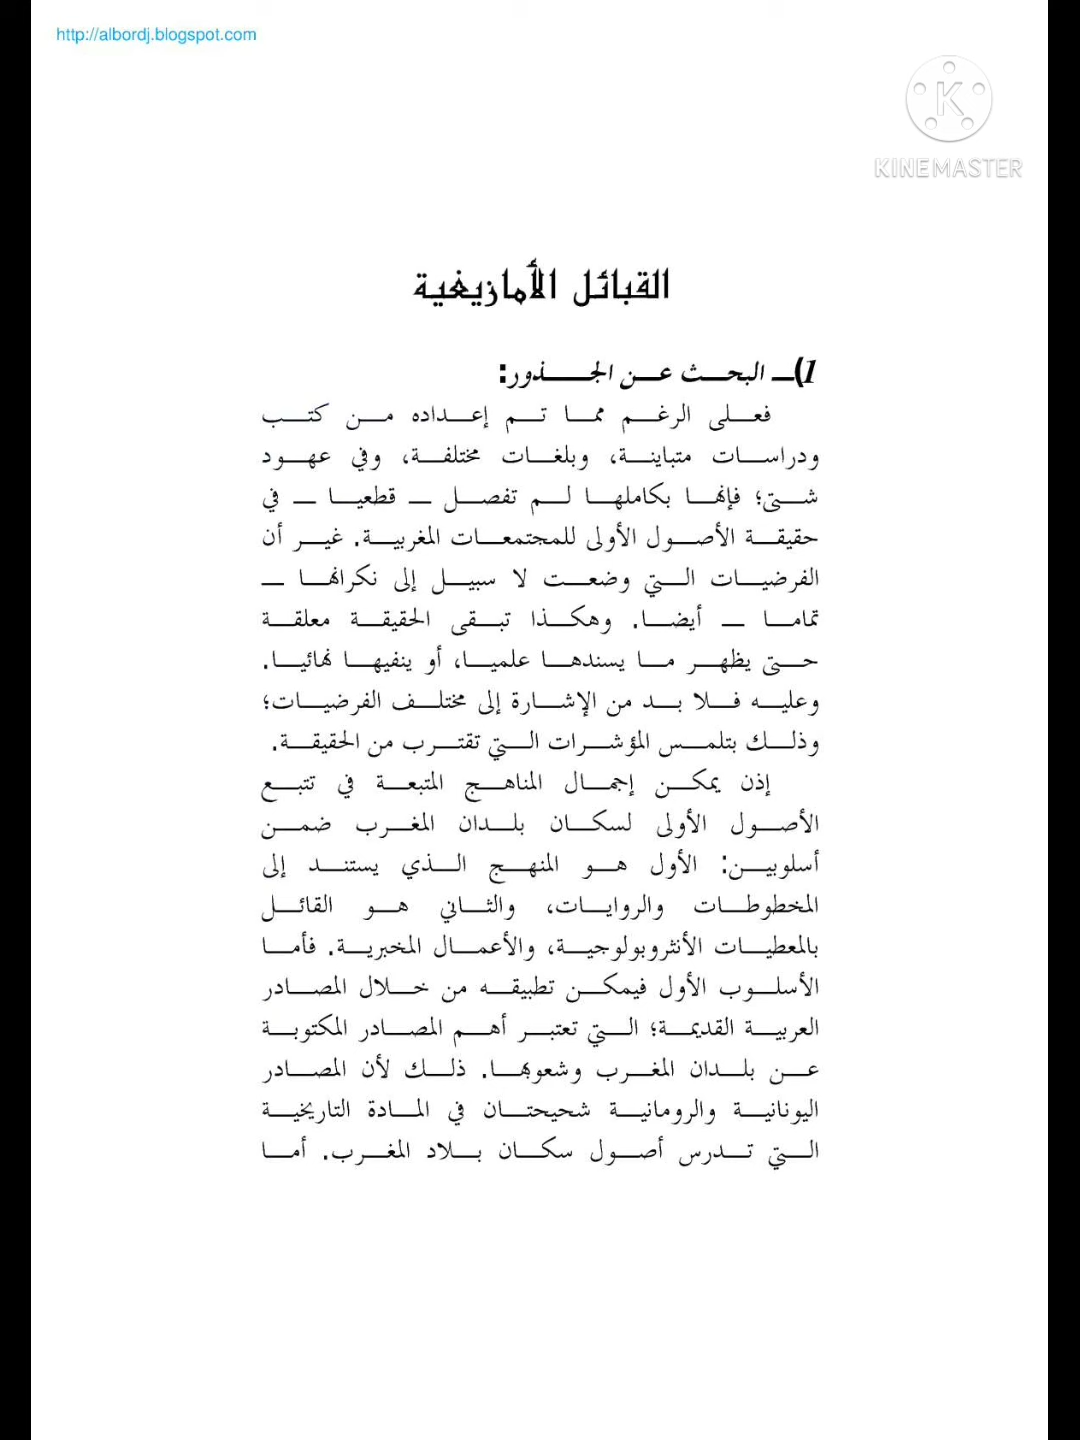 http://albordj.blogspot.com
KINEMASTER
القبائل الأمازيغية
1)ـ البحث عن الجذور:
فعلى الرغم مما تم إعداده من كتب
ودراسات متباينة، وبلغات مختلفة، وفي عهود
شتى؛ فإنها بكاملها لم تفصل ـ قطعيا ـ في
حقيقة الأصول الأولى للمجتمعات المغربية. غير أن
الفرضيات التي وضعت لا سبيل إلى نكرانها ـ
تماما ـ أيضا. وهكذا تبقى الحقيقة معلقة
حتى يظهر ما يسندها علميا، أو ينفيها نهائيا.
وعليه فلا بد من الإشارة إلى مختلف الفرضيات؛
وذلك بتلمس المؤشرات التي تقترب من الحقيقة.
إذن يمكن إجمال المناهج المتبعة في تتبع
الأصول الأولى لسكان بلدان المغرب ضمن
أسلوبين: الأول هو المنهج الذي يستند إلى
المخطوطات والروايات، والثاني هو القائل
بالمعطيات الأنثروبولوجية، والأعمال المخبرية. فأما
الأسلوب الأول فيمكن تطبيقه من خلال المصادر
العربية القديمة؛ التي تعتبر أهم المصادر المكتوبة
عن بلدان المغرب وشعوبها. ذلك لأن المصادر
اليونانية والرومانية شحيحتان في المادة التاريخية
التي تدرس أصول سكان بلاد المغرب. أما